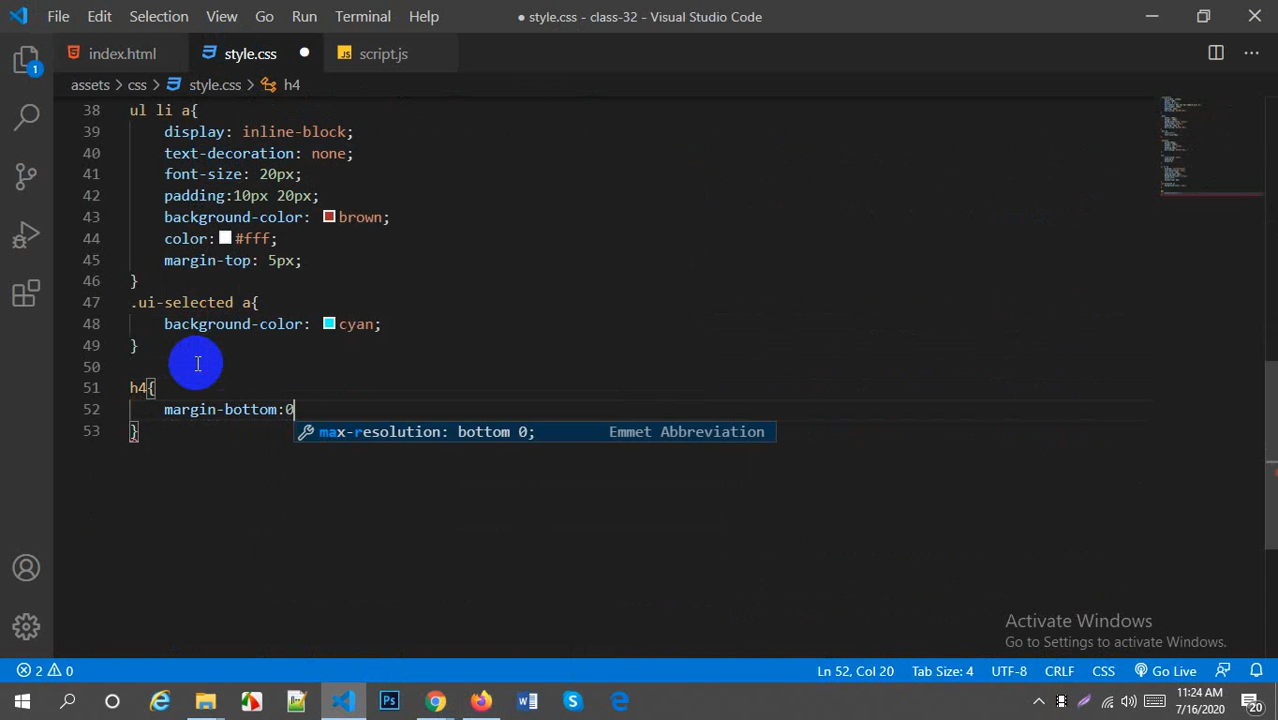 File Edit Selection View Go Run Terminal Help
● style.css - class-32 - Visual Studio Code
index.html
style.css ●
JS script.js
assets > css > style.css > h4
38 ul li a{
39 display: inline-block;
40 text-decoration: none;
41 font-size: 20px;
42 padding:10px 20px;
43 background-color: brown;
44 color: #fff;
45 margin-top: 5px;
46 }
47 .ui-selected a{
48 background-color: cyan;
49 }
50
51 h4{
52 margin-bottom:0
max-resolution: bottom 0; Emmet Abbreviation
53 }
1
Activate Windows
Go to Settings to activate Windows.
2 0 Ln 52, Col 20 Tab Size: 4 UTF-8 CRLF CSS Go Live
Ps
11:24 AM
7/16/2020
20